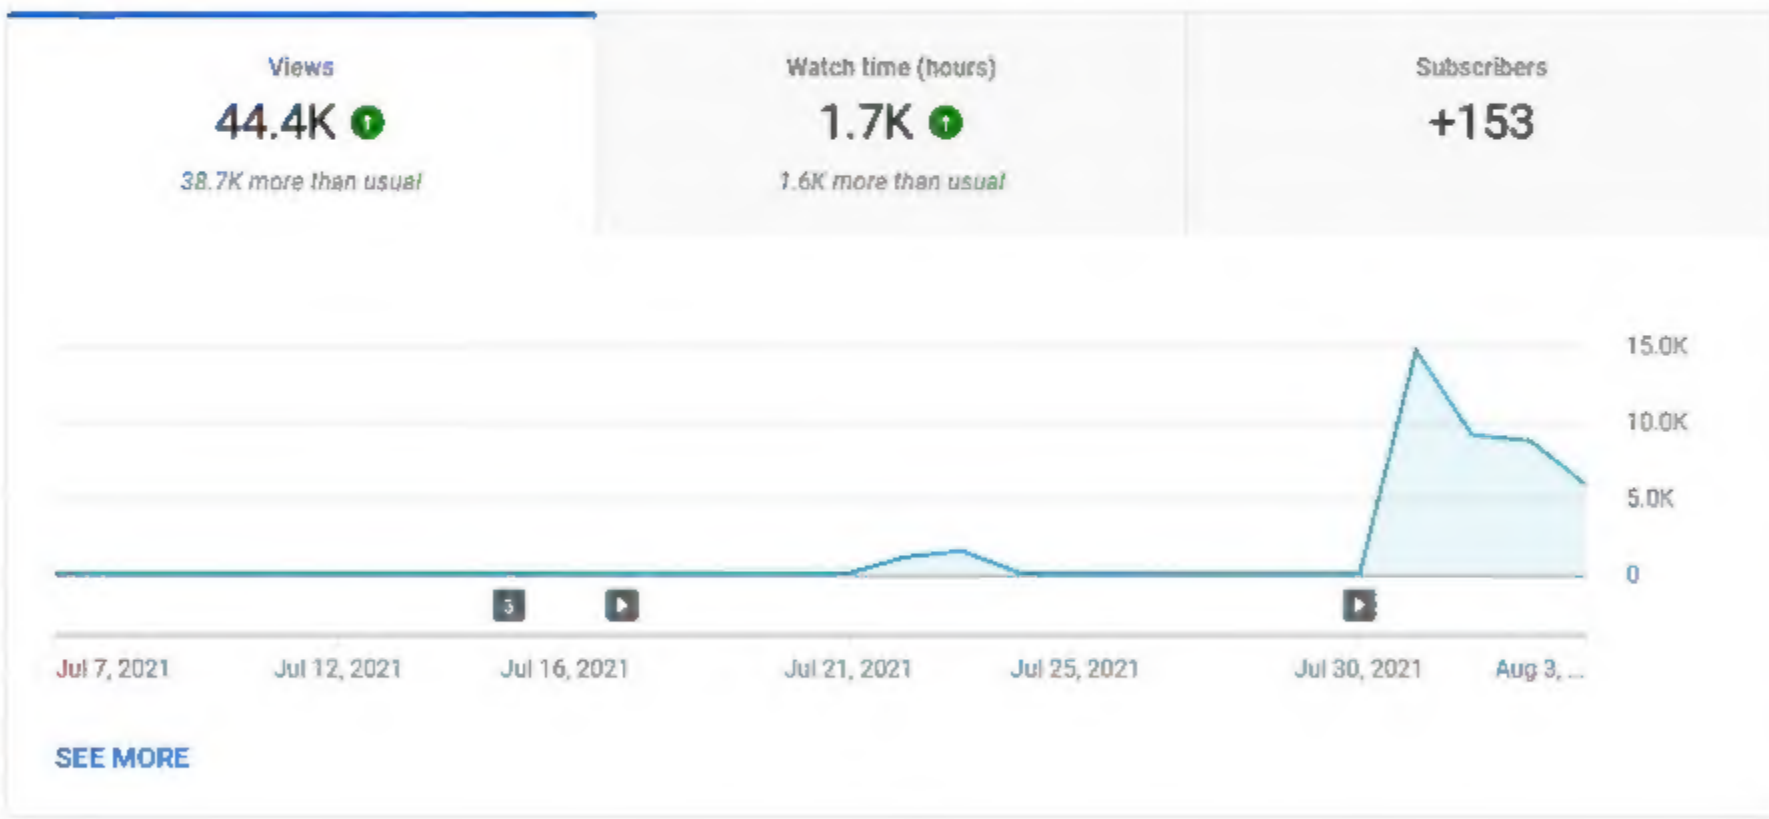 Views
44.4K
38.7K more than usual
Watch time (hours)
1.7K
1.6K more than usual
Subscribers
+153
15.0K
10.0K
5.0K
0
3
Jul 7, 2021 Jul 12, 2021 Jul 16, 2021 Jul 21, 2021 Jul 25, 2021 Jul 30, 2021 Aug 3, ...
SEE MORE